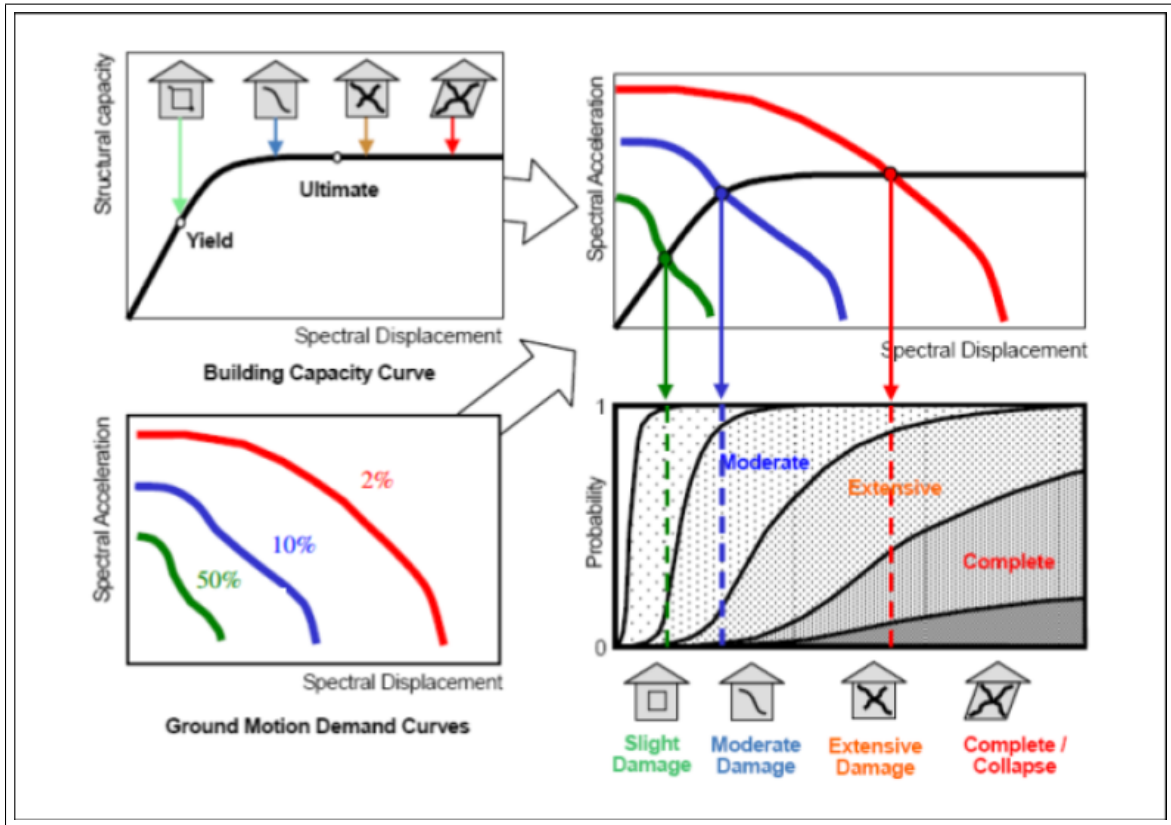 Structural capacity
Yield
Ultimate
Spectral Displacement
Building Capacity Curve
Spectral Acceleration
Spectral Displacement
Spectral Acceleration
2%
10%
50%
Spectral Displacement
Ground Motion Demand Curves
Probability
1
0
Moderate
Extensive
Complete
Slight
Damage
Moderate
Damage
Extensive
Damage
Complete /
Collapse